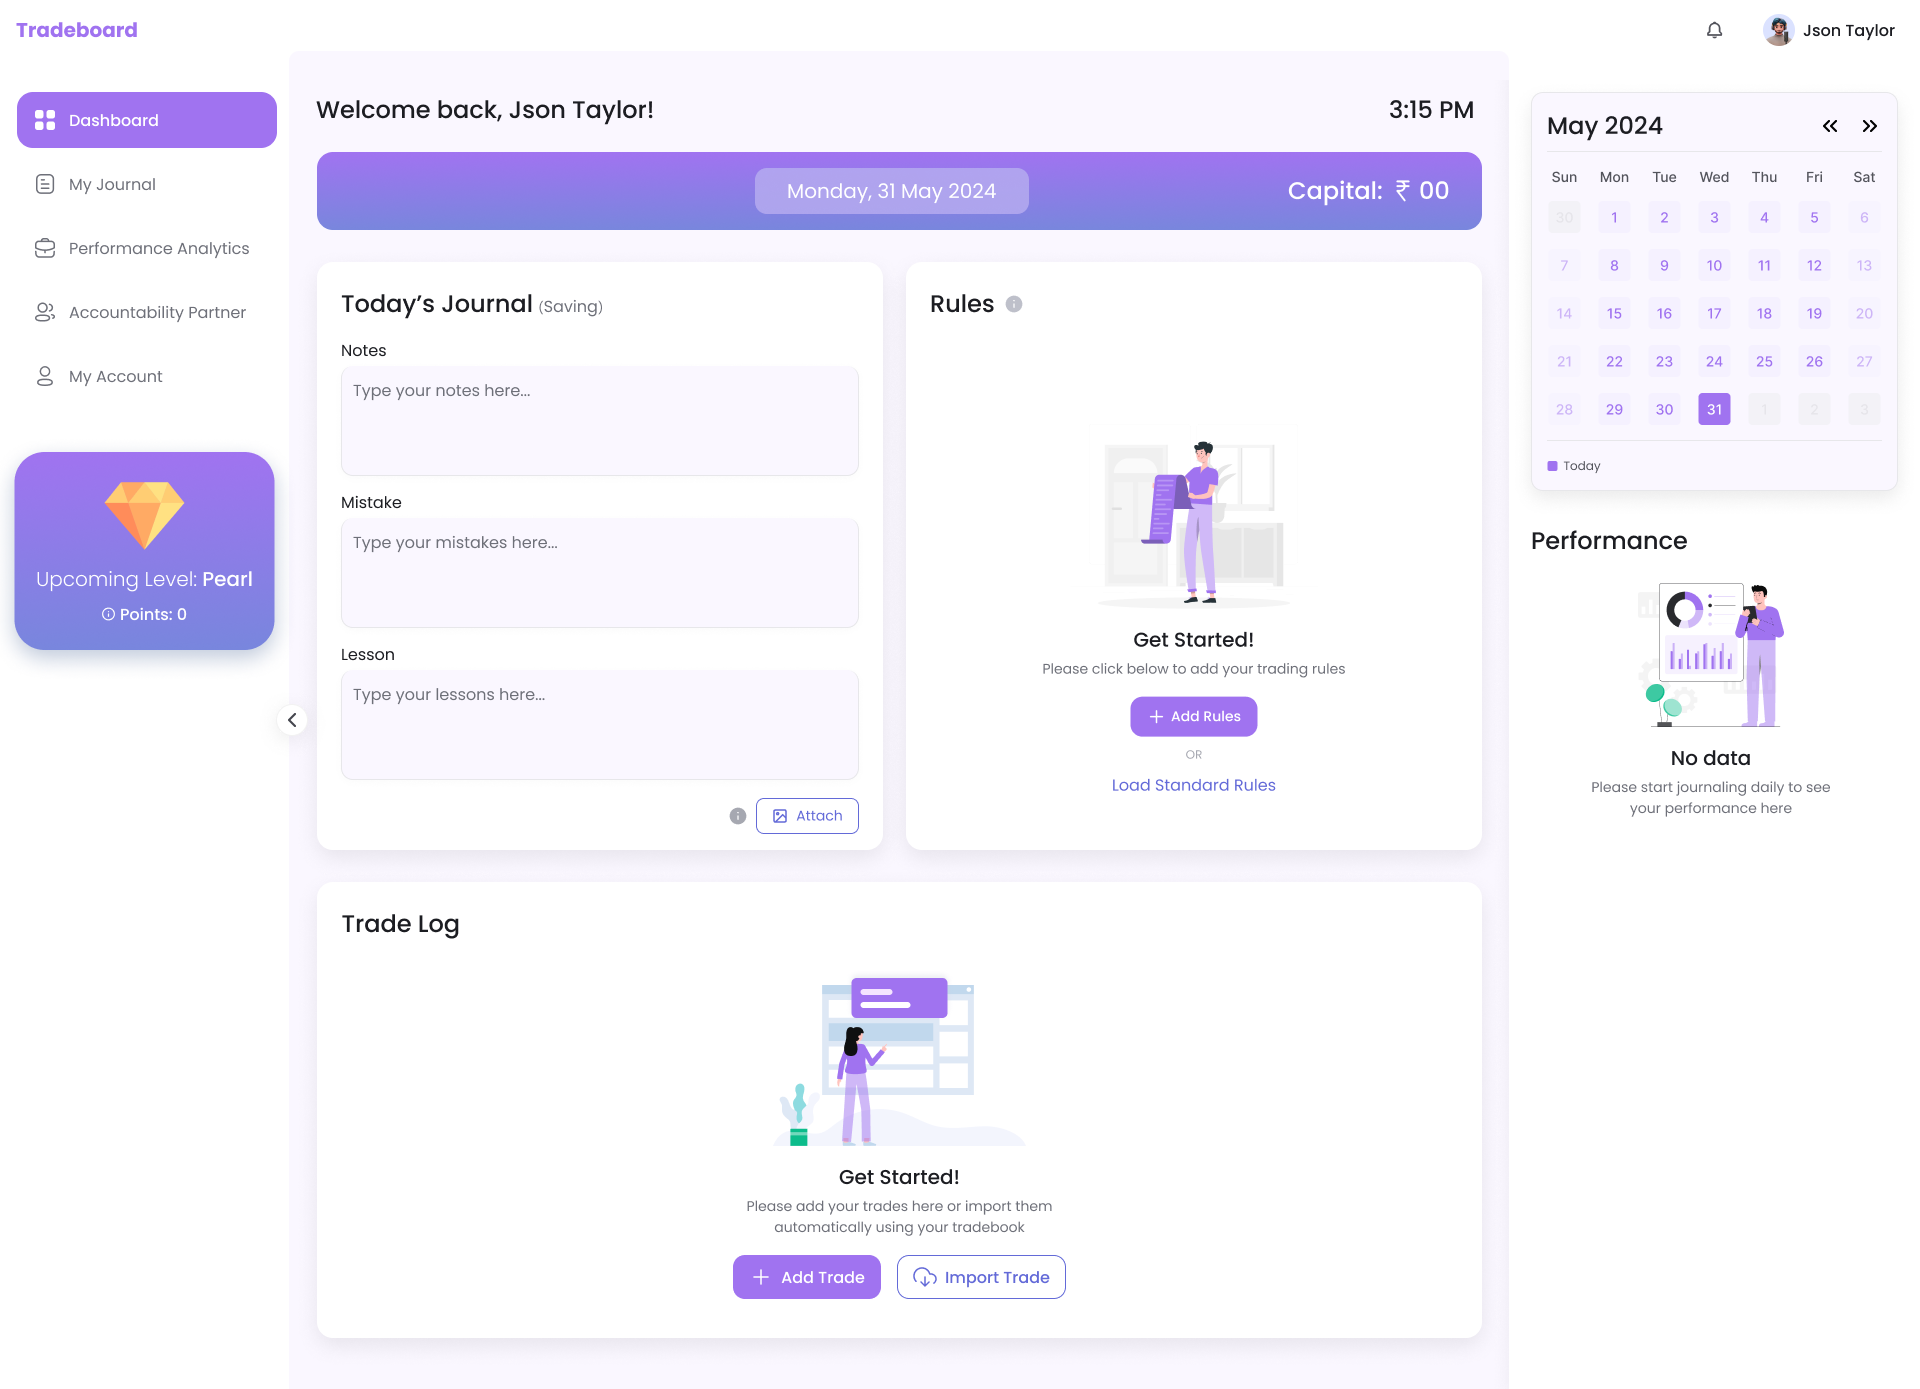 Tradeboard
Json Taylor
Dashboard
My Journal
Performance Analytics
Accountability Partner
My Account
Upcoming Level: Pearl
Points: 0
Welcome back, Json Taylor!
3:15 PM
Monday, 31 May 2024
Capital: ₹ 00
Today’s Journal (Saving)
Notes
Type your notes here...
Mistake
Type your mistakes here...
Lesson
Type your lessons here...
Attach
Rules
Get Started!
Please click below to add your trading rules
Add Rules
OR
Load Standard Rules
Trade Log
Get Started!
Please add your trades here or import them
automatically using your tradebook
Add Trade
Import Trade
May 2024
Sun Mon Tue Wed Thu Fri Sat
30 1 2 3 4 5 6
7 8 9 10 11 12 13
14 15 16 17 18 19 20
21 22 23 24 25 26 27
28 29 30 31 1 2 3
Today
Performance
No data
Please start journaling daily to see
your performance here